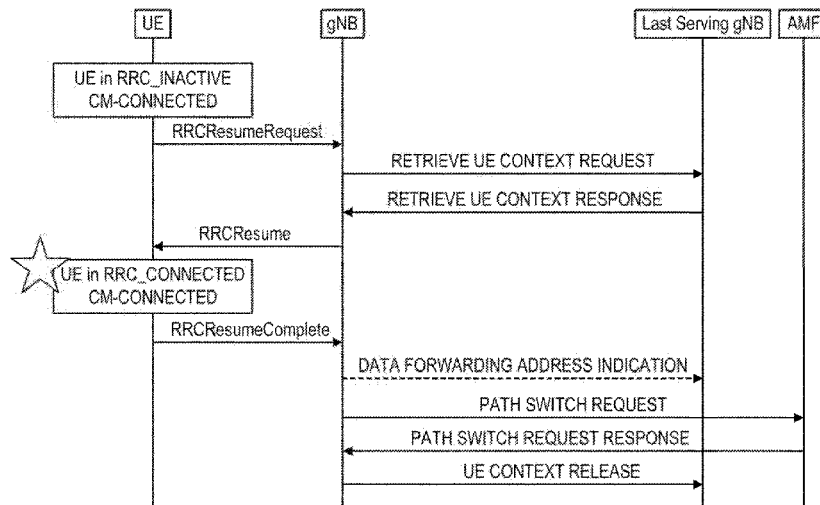 UE
gNB
Last Serving gNB
AMF
UE in RRC_INACTIVE
CM-CONNECTED
RRCResumeRequest
RETRIEVE UE CONTEXT REQUEST
RETRIEVE UE CONTEXT RESPONSE
RRCResume
UE in RRC_CONNECTED
CM-CONNECTED
RRCResumeComplete
DATA FORWARDING ADDRESS INDICATION
PATH SWITCH REQUEST
PATH SWITCH REQUEST RESPONSE
UE CONTEXT RELEASE